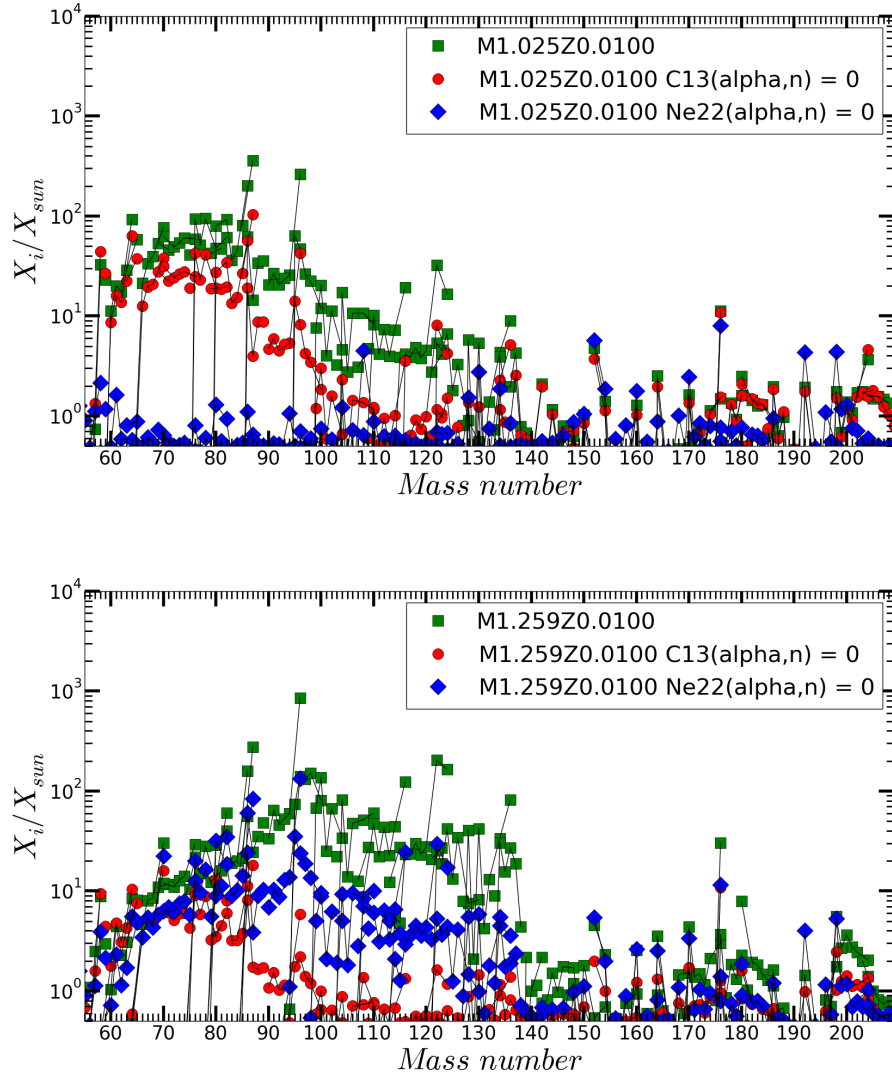 10^4
10^3
10^2
10^1
10^0
X_i/X_sun
M1.025Z0.0100
M1.025Z0.0100 C13(alpha,n) = 0
M1.025Z0.0100 Ne22(alpha,n) = 0
60 70 80 90 100 110 120 130 140 150 160 170 180 190 200
Mass number
10^4
10^3
10^2
10^1
10^0
X_i/X_sun
M1.259Z0.0100
M1.259Z0.0100 C13(alpha,n) = 0
M1.259Z0.0100 Ne22(alpha,n) = 0
60 70 80 90 100 110 120 130 140 150 160 170 180 190 200
Mass number